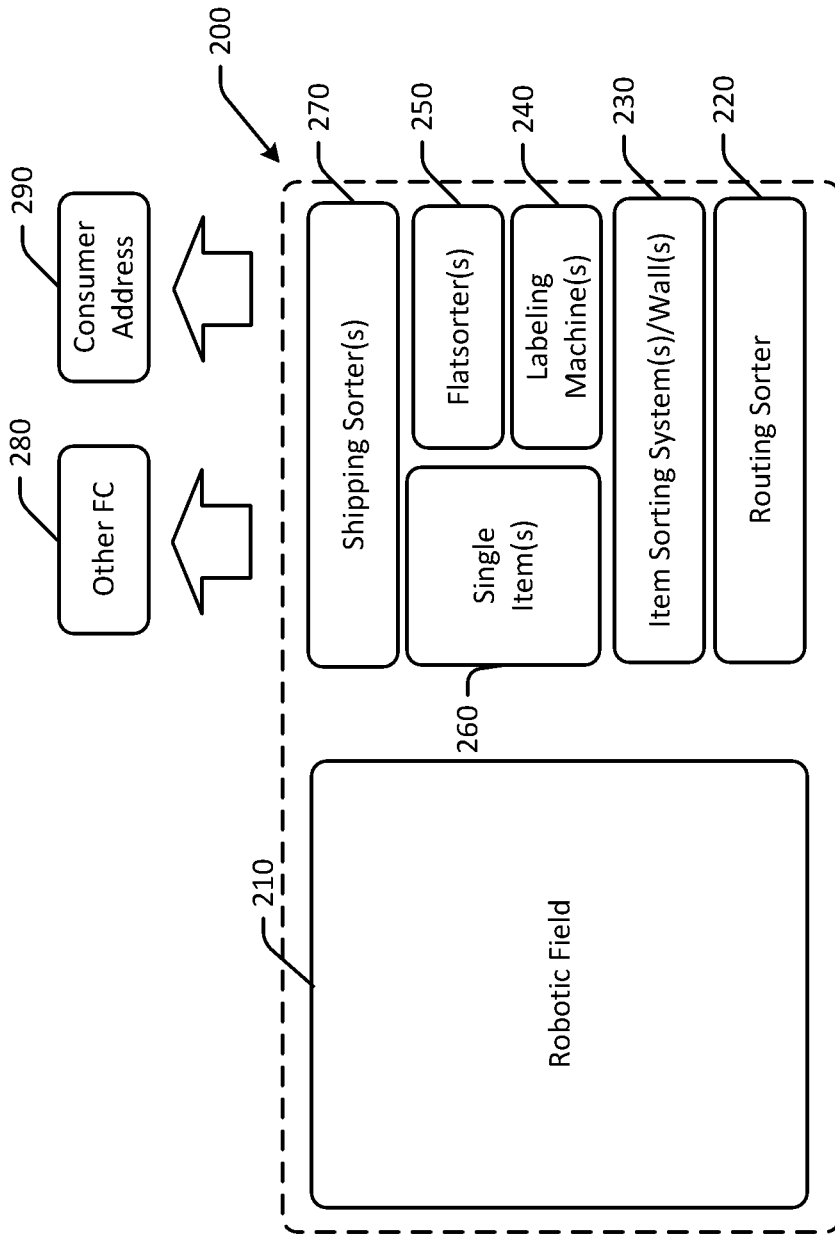 280
290
Other FC
Consumer
Address
200
210
Robotic Field
Shipping Sorter(s)
270
260
Single
Item(s)
Flatsorter(s)
250
Labeling
Machine(s)
240
Item Sorting System(s)/Wall(s)
230
Routing Sorter
220